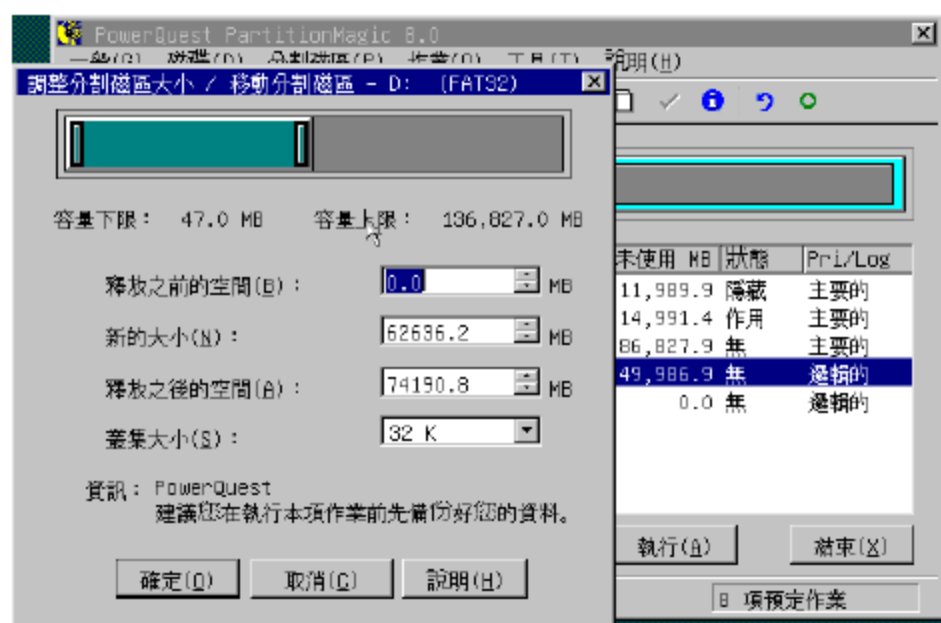 PowerQuest PartitionMagic 8.0
說明(H)
調整分割磁區大小 / 移動分割磁區 - D: (FAT32)
容量下限： 47.0 MB 容量上限： 136,827.0 MB
釋放之前的空間(B)： 0.0 MB
新的大小(N)： 62636.2 MB
釋放之後的空間(A)： 74190.8 MB
叢集大小(S)： 32 K
資訊： PowerQuest
建議您在執行本項作業前先備份好您的資料。
確定(O) 取消(C) 說明(H)
未使用 MB 狀態 Pri/Log
11,989.9 隱藏 主要的
14,991.4 作用 主要的
86,827.9 無 主要的
49,986.9 無 邏輯的
0.0 無 邏輯的
執行(A) 結束(X)
8 項預定作業